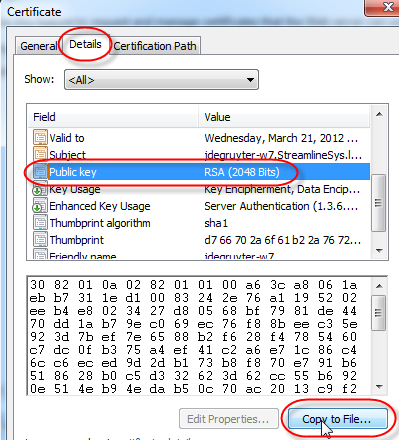 Certificate
General Details Certification Path
Show: <All>
Field Value
Valid to Wednesday, March 21, 2012 ...
Subject jdegruyter-w7.StreamlineSys.l...
Public key RSA (2048 Bits)
Key Usage Key Encipherment, Data Encip...
Enhanced Key Usage Server Authentication (1.3.6....
Thumbprint algorithm sha1
Thumbprint d7 66 70 2a 6f 61 b2 2a 76 72...
Friendly name jdegruyter-w7
30 82 01 0a 02 82 01 01 00 a6 3c a8 06 1a
eb b7 31 1e d1 00 83 24 2e 76 a1 19 52 02
ee b4 e8 02 34 27 d8 05 68 bf 79 81 de 44
70 dd 1a b7 9e c0 69 ec 76 f8 8b ee c3 5e
92 3d 7b ef 7e 65 88 b2 f6 28 f4 78 54 60
c7 dc 0f b3 75 a4 ef 41 c2 a6 e7 1c 86 c4
6c c6 ec ed 9d 2d b1 73 b8 f8 70 e7 21 b6
51 86 28 b0 c5 d3 32 62 3d 62 cc 55 b6 92
0e 51 4e b9 4e da b5 0c 70 ac 20 13 c9 f2
Edit Properties... Copy to File...